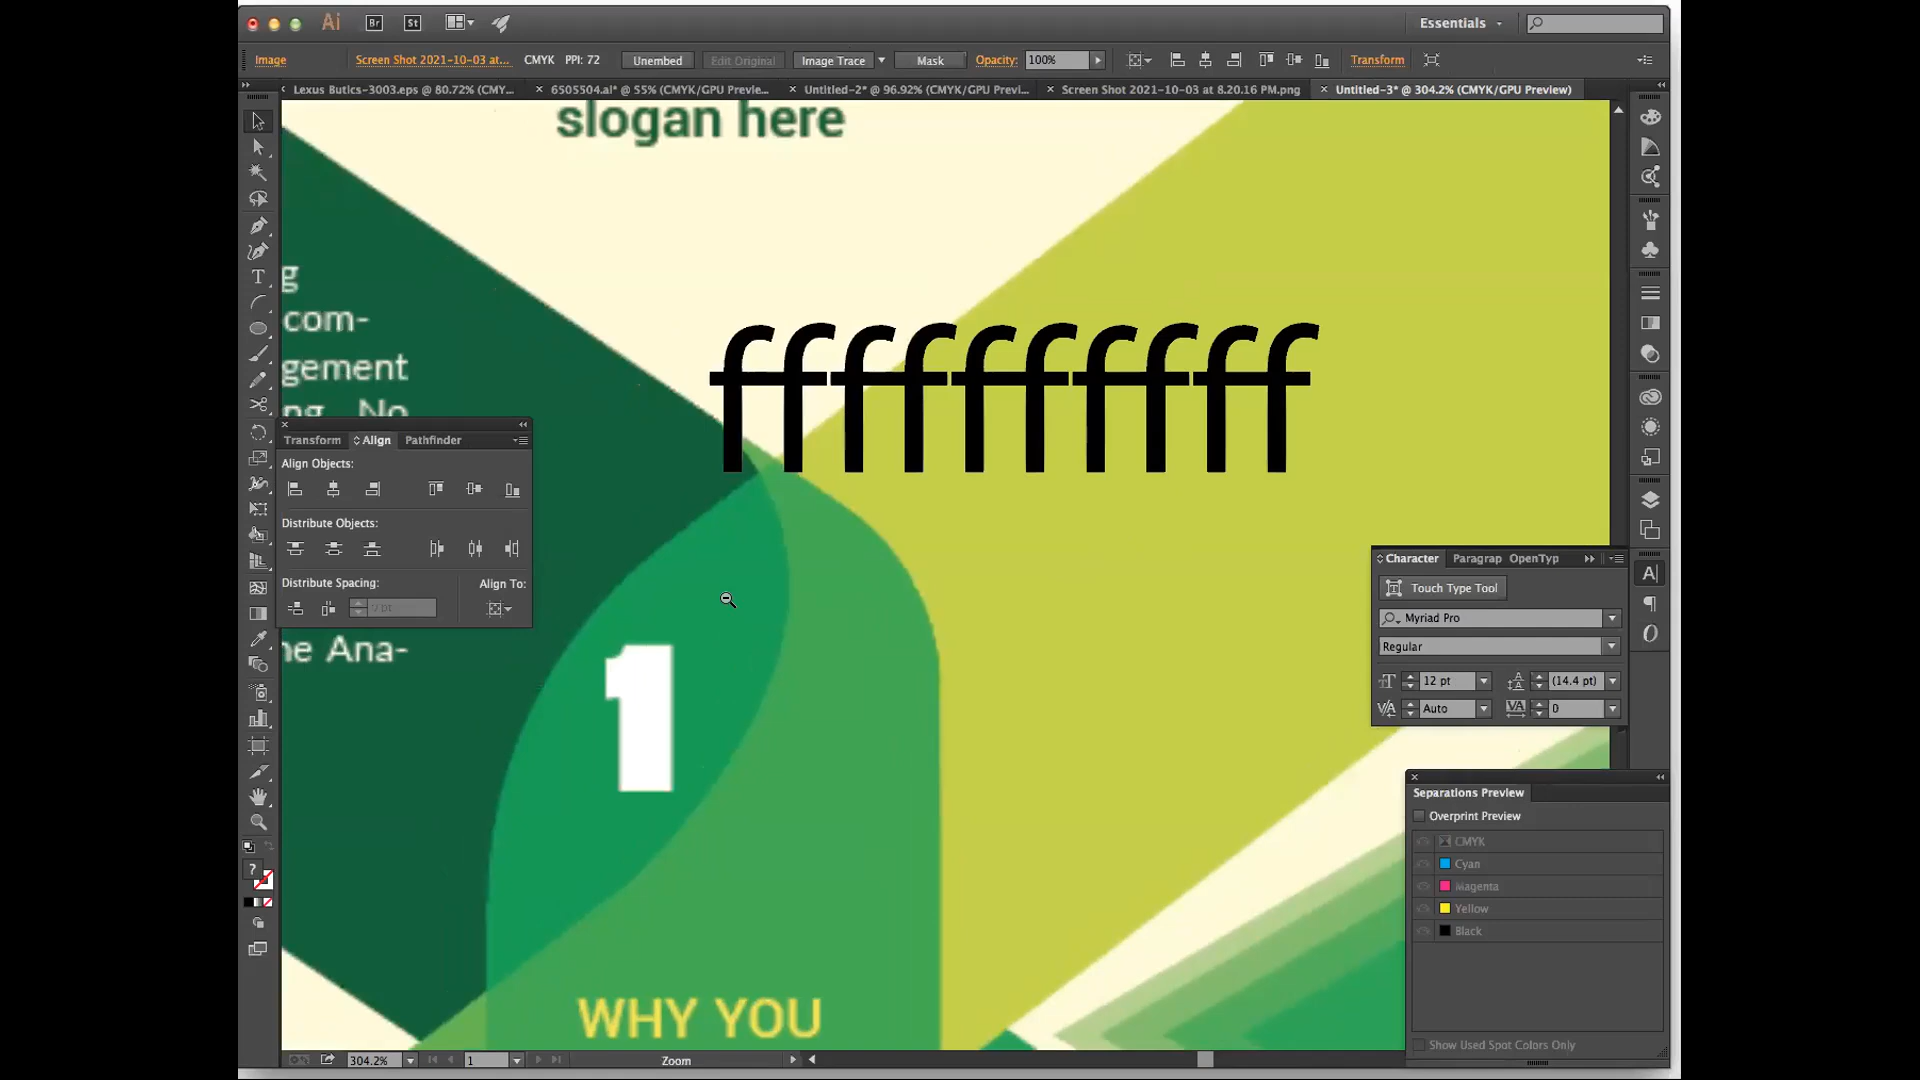 Ai Br St Essentials
Image Screen Shot 2021-10-03 at... CMYK PPI: 72 Unembed Edit Original Image Trace Mask Opacity: 100% Transform
Lexus Butics-3003.eps @ 80.72% (CMY... 6505504.ai* @ 55% (CMYK/GPU Previe... Untitled-2* @ 96.92% (CMYK/GPU Previ... Screen Shot 2021-10-03 at 8.20.16 PM.png Untitled-3* @ 304.2% (CMYK/GPU Preview)
slogan here
g
com-
gement
No
ffffffffff
Transform Align Pathfinder
Align Objects:
Distribute Objects:
Distribute Spacing: Align To:
0 pt
Ana-
1
WHY YOU
Character Paragrap OpenTyp
Touch Type Tool
Myriad Pro
Regular
12 pt (14.4 pt)
Auto 0
Separations Preview
Overprint Preview
CMYK
Cyan
Magenta
Yellow
Black
Show Used Spot Colors Only
304.2% 1 Zoom